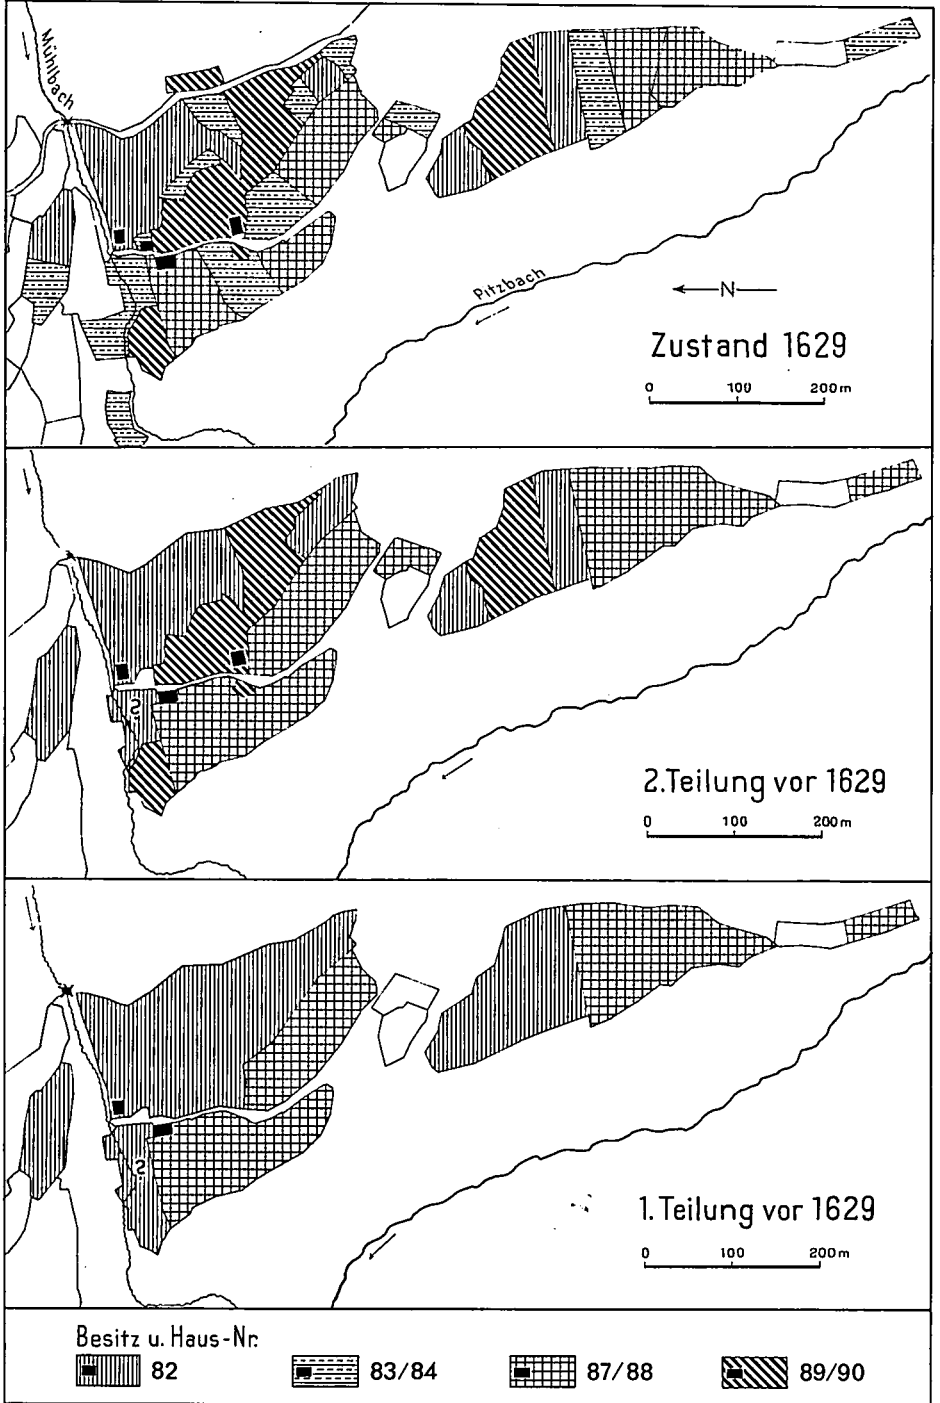 Mühlbach
Pitzbach
←N—
Zustand 1629
0 100 200m
2
2.Teilung vor 1629
0 100 200m
2
1.Teilung vor 1629
0 100 200m
Besitz u. Haus-Nr.
82 83/84 87/88 89/90